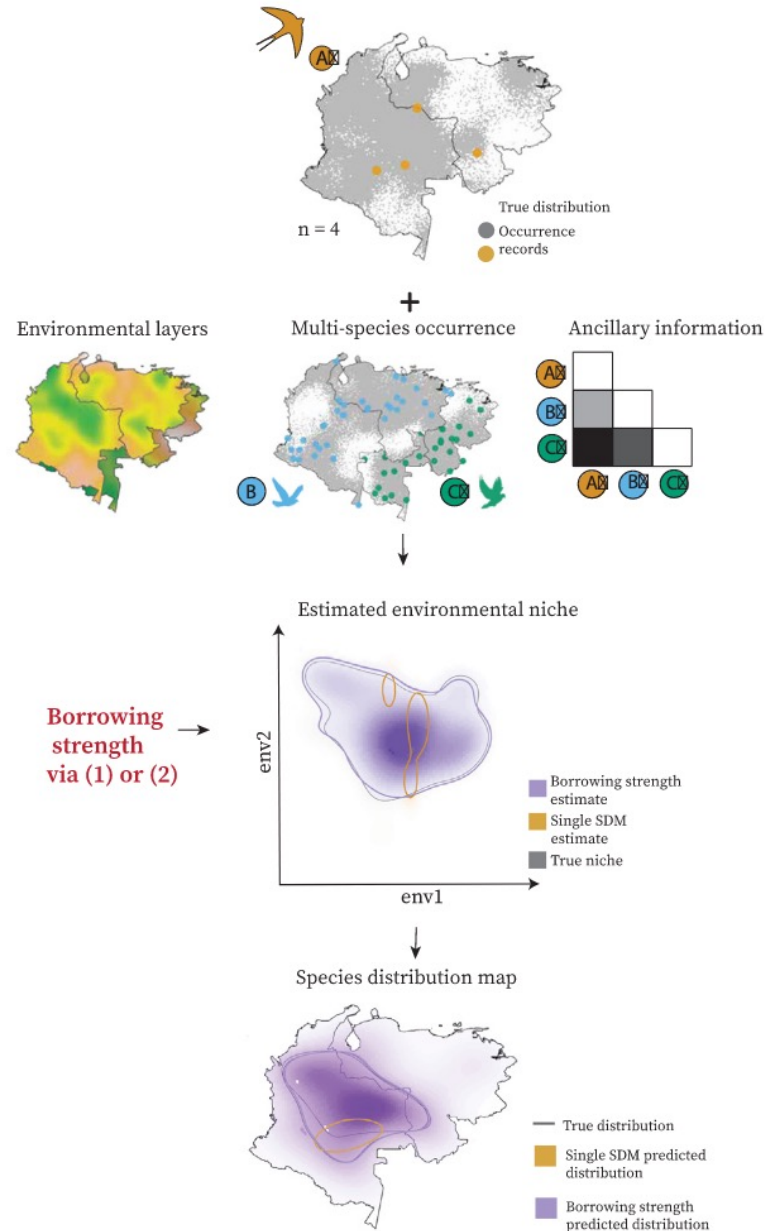 A
True distribution
Occurrence
records
n = 4
+
Environmental layers
Multi-species occurrence
Ancillary information
A
B
C
B
C
A
B
C
Estimated environmental niche
Borrowing
strength
via (1) or (2)
env2
Borrowing strength
estimate
Single SDM
estimate
True niche
env1
Species distribution map
True distribution
Single SDM predicted
distribution
Borrowing strength
predicted distribution